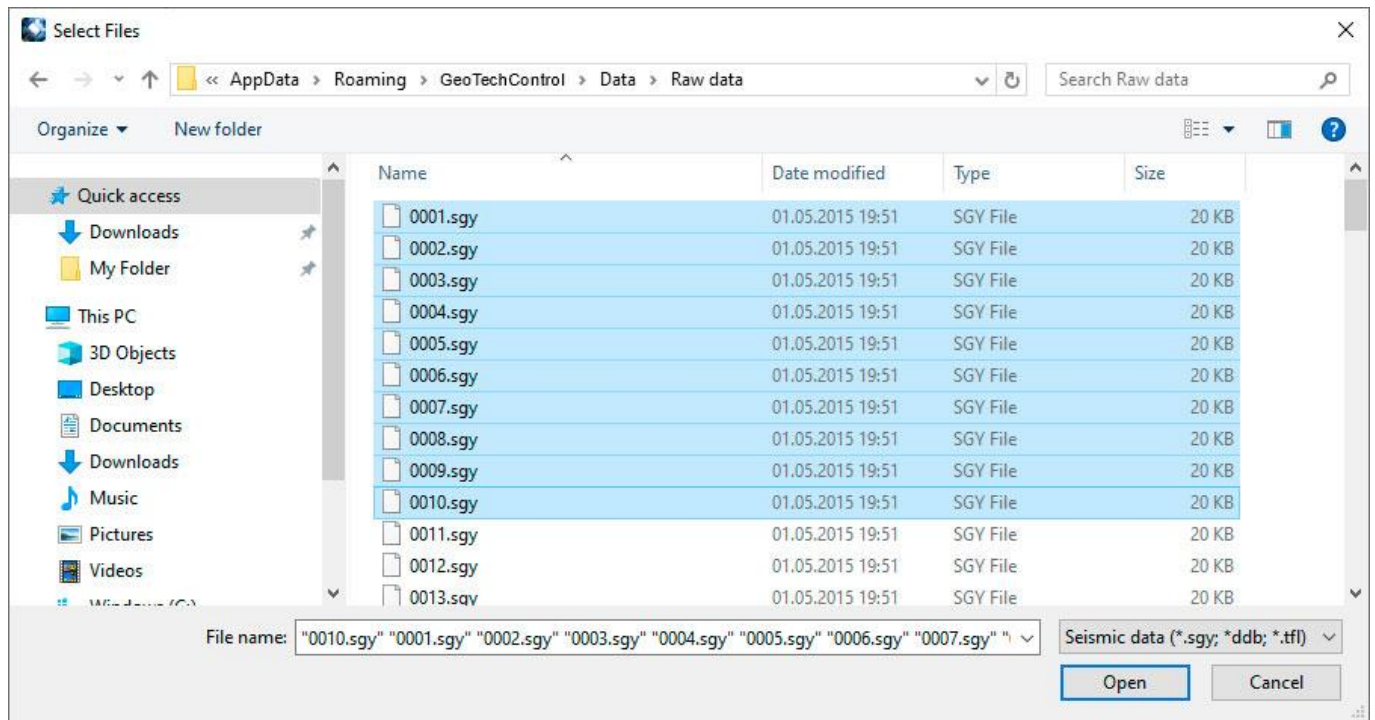 Select Files
« AppData > Roaming > GeoTechControl > Data > Raw data
Search Raw data
Organize
New folder
Name Date modified Type Size
Quick access
Downloads
My Folder
This PC
3D Objects
Desktop
Documents
Downloads
Music
Pictures
Videos
0001.sgy 01.05.2015 19:51 SGY File 20 KB
0002.sgy 01.05.2015 19:51 SGY File 20 KB
0003.sgy 01.05.2015 19:51 SGY File 20 KB
0004.sgy 01.05.2015 19:51 SGY File 20 KB
0005.sgy 01.05.2015 19:51 SGY File 20 KB
0006.sgy 01.05.2015 19:51 SGY File 20 KB
0007.sgy 01.05.2015 19:51 SGY File 20 KB
0008.sgy 01.05.2015 19:51 SGY File 20 KB
0009.sgy 01.05.2015 19:51 SGY File 20 KB
0010.sgy 01.05.2015 19:51 SGY File 20 KB
0011.sgy 01.05.2015 19:51 SGY File 20 KB
0012.sgy 01.05.2015 19:51 SGY File 20 KB
0013.sgy 01.05.2015 19:51 SGY File 20 KB
File name: "0010.sgy" "0001.sgy" "0002.sgy" "0003.sgy" "0004.sgy" "0005.sgy" "0006.sgy" "0007.sgy"
Seismic data (*.sgy; *ddb; *.tfl)
Open
Cancel